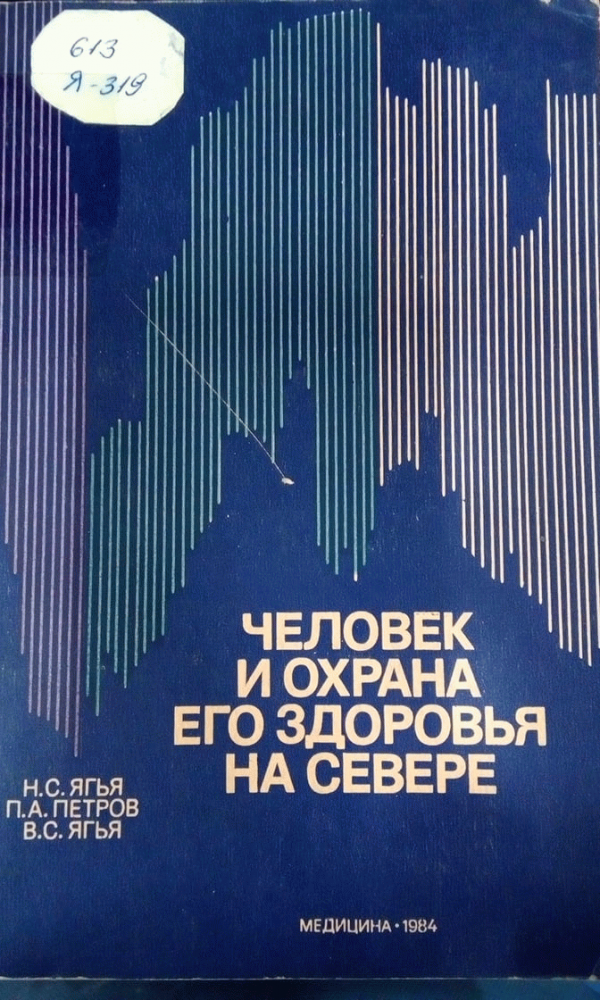 613
Я-319
ЧЕЛОВЕК
И ОХРАНА
ЕГО ЗДОРОВЬЯ
НА СЕВЕРЕ
Н.С. ЯГЬЯ
П.А. ПЕТРОВ
В.С. ЯГЬЯ
МЕДИЦИНА • 1984